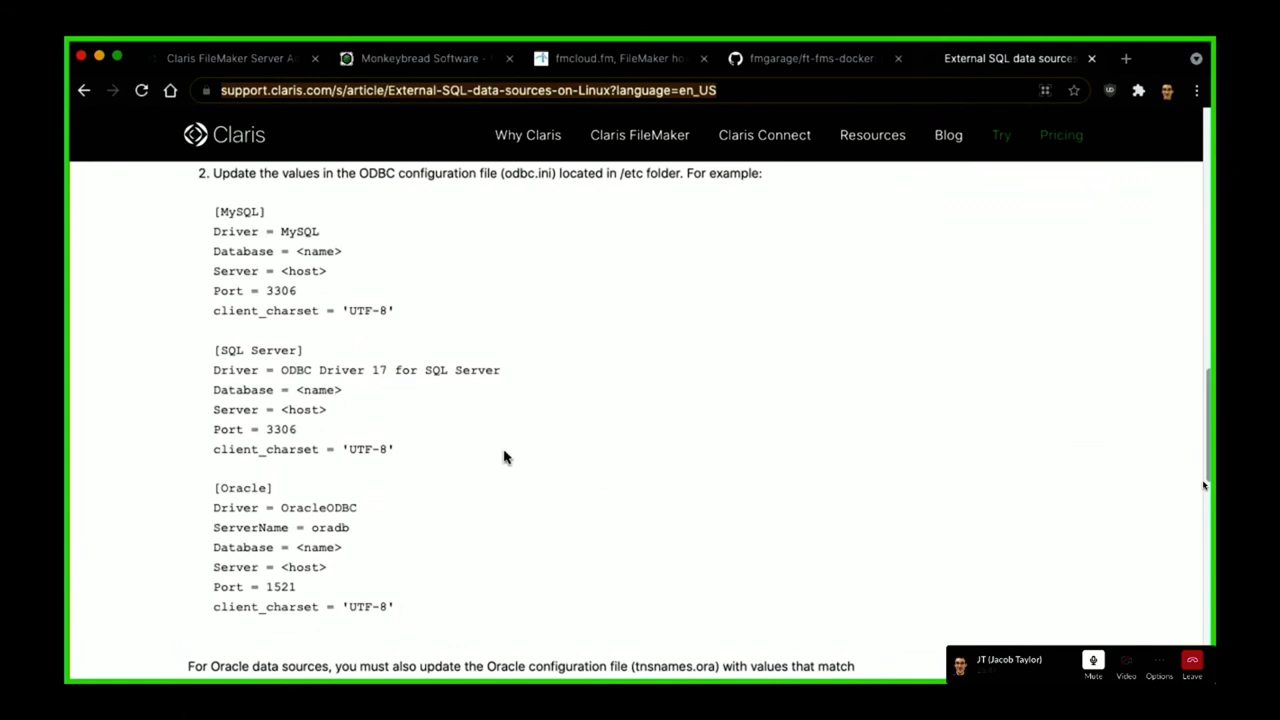 Claris FileMaker Server A
Monkeybread Software -
fmcloud.fm, FileMaker ho
fmgarage/ft-fms-docker
External SQL data sources
support.claris.com/s/article/External-SQL-data-sources-on-Linux?language=en_US
Claris
Why Claris
Claris FileMaker
Claris Connect
Resources
Blog
Try
Pricing
2. Update the values in the ODBC configuration file (odbc.ini) located in /etc folder. For example:
[MySQL]
Driver = MySQL
Database = <name>
Server = <host>
Port = 3306
client_charset = 'UTF-8'
[SQL Server]
Driver = ODBC Driver 17 for SQL Server
Database = <name>
Server = <host>
Port = 3306
client_charset = 'UTF-8'
[Oracle]
Driver = OracleODBC
ServerName = oradb
Database = <name>
Server = <host>
Port = 1521
client_charset = 'UTF-8'
For Oracle data sources, you must also update the Oracle configuration file (tnsnames.ora) with values that match
JT (Jacob Taylor)
Mute
Video
Options
Leave